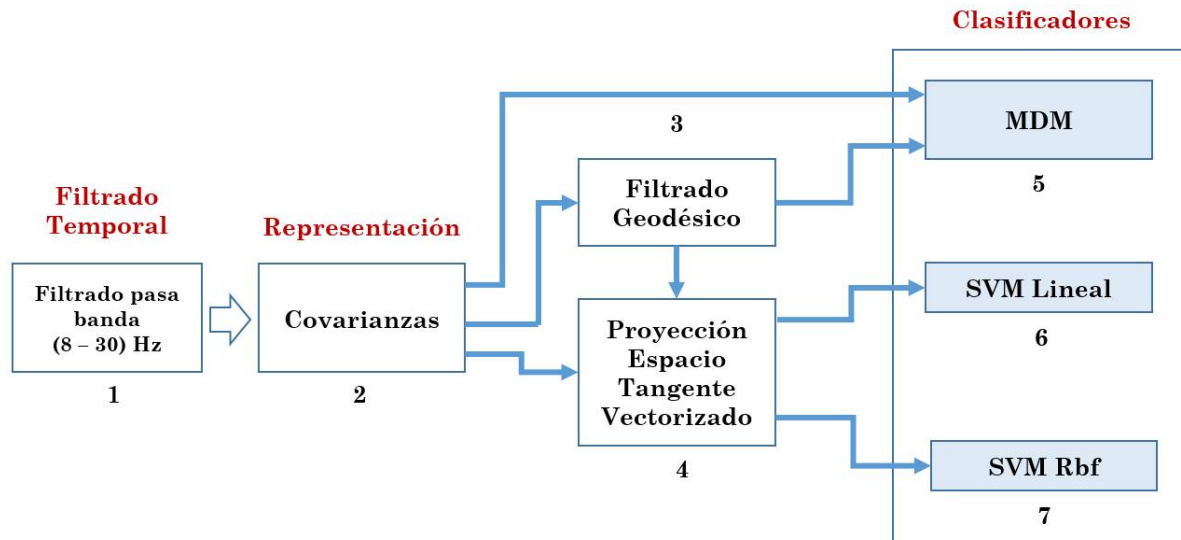 Clasificadores
MDM
3
5
Filtrado
Geodésico
Filtrado
Temporal
Representación
Filtrado pasa
banda
(8 – 30) Hz
1
Covarianzas
2
Proyección
Espacio
Tangente
Vectorizado
4
SVM Lineal
6
SVM Rbf
7